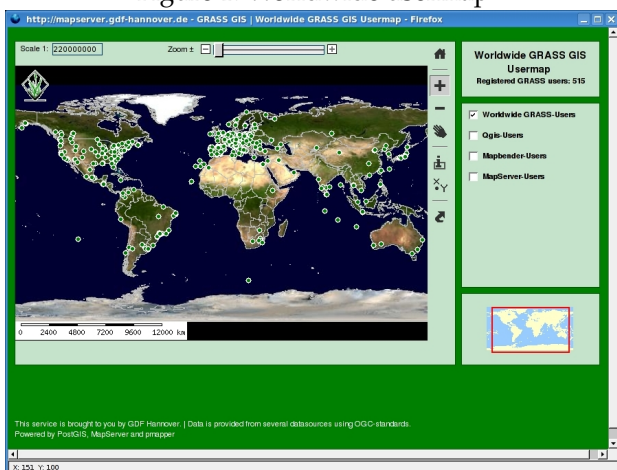 http://mapserver.gdf-hannover.de - GRASS GIS | Worldwide GRASS GIS Usermap - Firefox
Scale 1: 220000000
Zoom ±
Worldwide GRASS GIS
Usermap
Registered GRASS users: 515
Worldwide GRASS-Users
Qgis-Users
Mapbender-Users
MapServer-Users
0 2400 4800 7200 9600 12000 km
This service is brought to you by GDF Hannover. | Data is provided from several datasources using OGC-standards.
Powered by PostGIS, MapServer and pmapper
X: 151 Y: 100